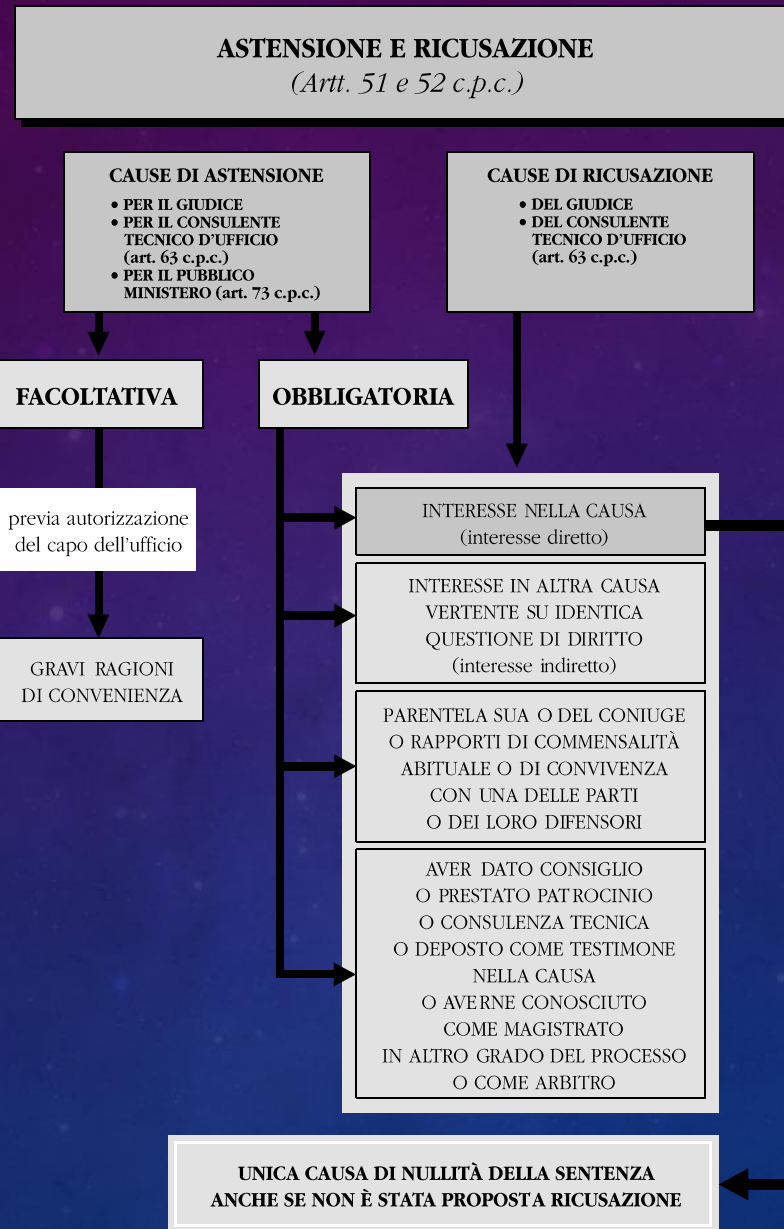 ASTENSIONE E RICUSAZIONE
(Artt. 51 e 52 c.p.c.)
CAUSE DI ASTENSIONE
• PER IL GIUDICE
• PER IL CONSULENTE
TECNICO D'UFFICIO
(art. 63 c.p.c.)
• PER IL PUBBLICO
MINISTERO (art. 73 c.p.c.)
CAUSE DI RICUSAZIONE
• DEL GIUDICE
• DEL CONSULENTE
TECNICO D'UFFICIO
(art. 63 c.p.c.)
FACOLTATIVA
OBBLIGATORIA
previa autorizzazione
del capo dell'ufficio
GRAVI RAGIONI
DI CONVENIENZA
INTERESSE NELLA CAUSA
(interesse diretto)
INTERESSE IN ALTRA CAUSA
VERTENTE SU IDENTICA
QUESTIONE DI DIRITTO
(interesse indiretto)
PARENTELA SUA O DEL CONIUGE
O RAPPORTI DI COMMENSALITÀ
ABITUALE O DI CONVIVENZA
CON UNA DELLE PARTI
O DEI LORO DIFENSORI
AVER DATO CONSIGLIO
O PRESTATO PATROCINIO
O CONSULENZA TECNICA
O DEPOSTO COME TESTIMONE
NELLA CAUSA
O AVERNE CONOSCIUTO
COME MAGISTRATO
IN ALTRO GRADO DEL PROCESSO
O COME ARBITRO
UNICA CAUSA DI NULLITÀ DELLA SENTENZA
ANCHE SE NON È STATA PROPOSTA RICUSAZIONE